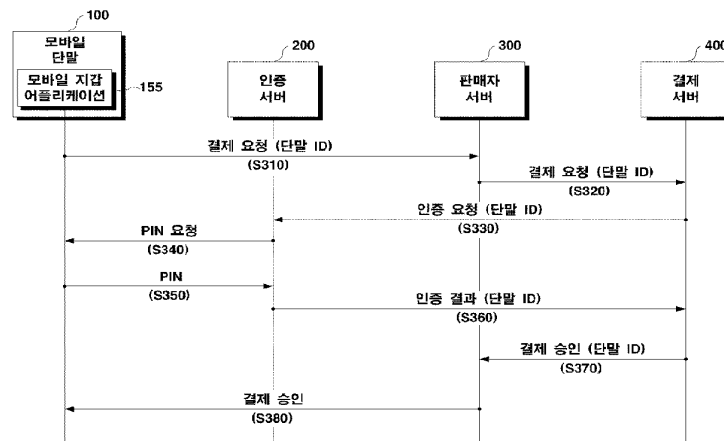 100
모바일
단말
모바일 지갑
어플리케이션
155
200
인증
서버
300
판매자
서버
400
결제
서버
결제 요청 (단말 ID)
(S310)
결제 요청 (단말 ID)
(S320)
인증 요청 (단말 ID)
(S330)
PIN 요청
(S340)
PIN
(S350)
인증 결과 (단말 ID)
(S360)
결제 승인 (단말 ID)
(S370)
결제 승인
(S380)